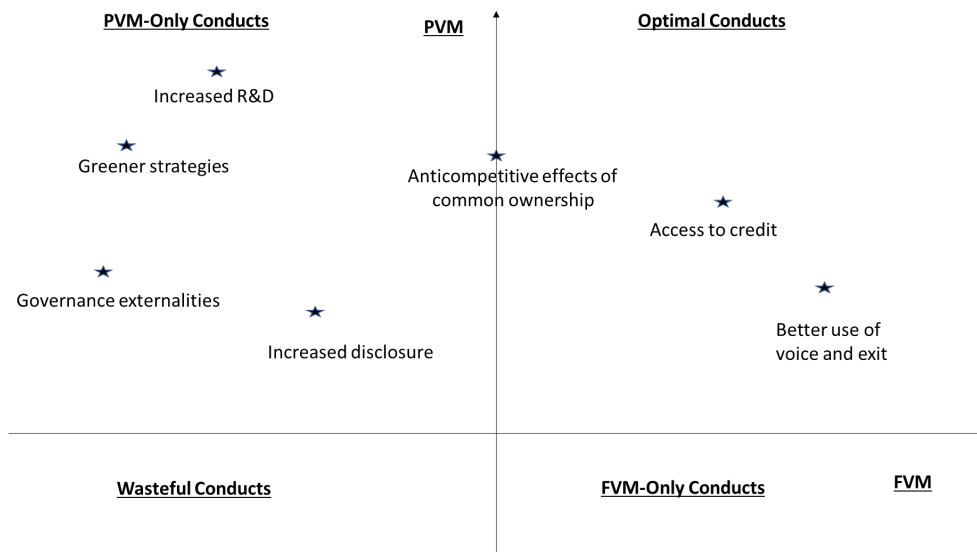 PVM-Only Conducts
PVM
Optimal Conducts
Increased R&D
Greener strategies
Anticompetitive effects of
common ownership
Access to credit
Governance externalities
Increased disclosure
Better use of
voice and exit
Wasteful Conducts
FVM-Only Conducts
FVM